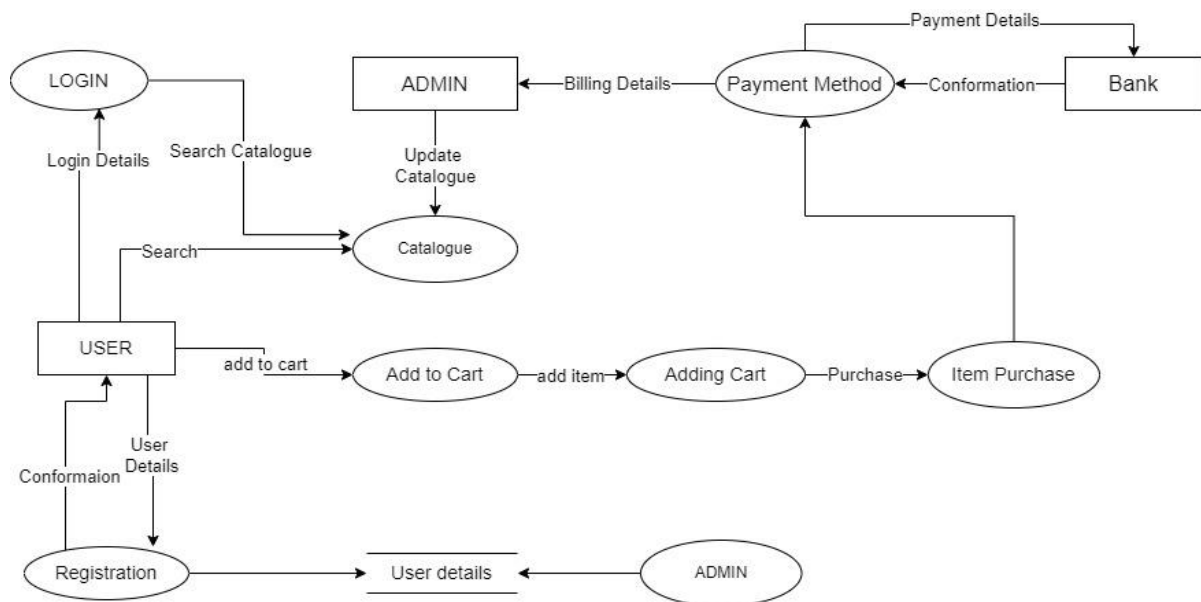 Payment Details
LOGIN
ADMIN
Billing Details
Payment Method
Conformation
Bank
Login Details
Search Catalogue
Update
Catalogue
Search
Catalogue
USER
add to cart
Add to Cart
add item
Adding Cart
Purchase
Item Purchase
Conformaion
User
Details
Registration
User details
ADMIN